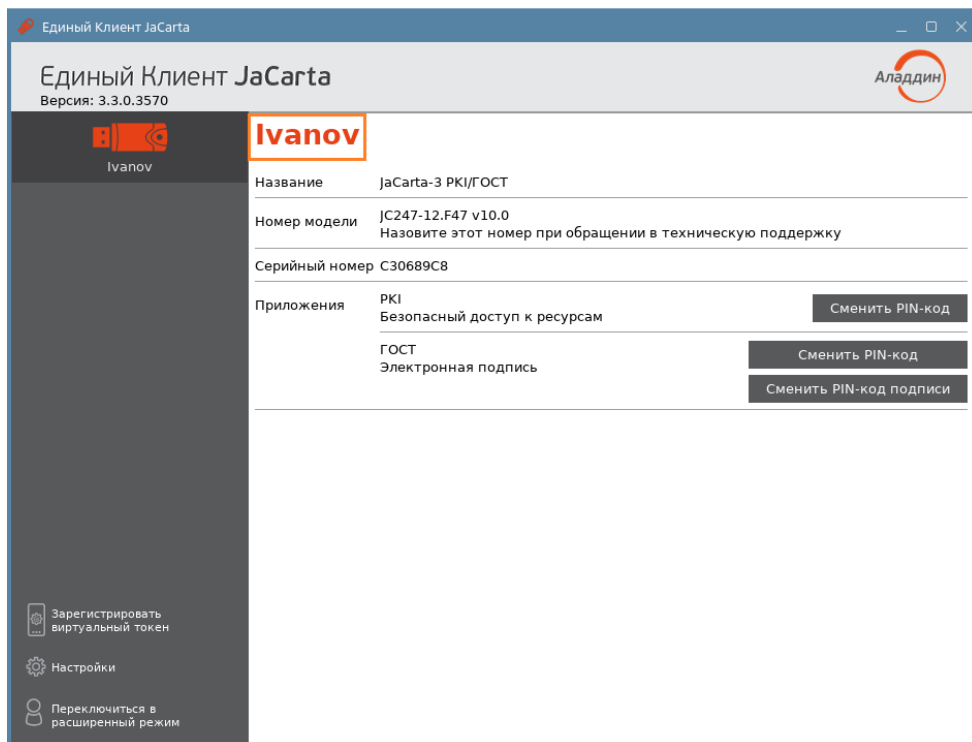 Единый Клиент JaCarta
Единый Клиент JaCarta
Версия: 3.3.0.3570
Аладдин
Ivanov
Ivanov
Название JaCarta-3 PKI/ГОСТ
Номер модели JC247-12.F47 v10.0
Назовите этот номер при обращении в техническую поддержку
Серийный номер C30689C8
Приложения PKI
Безопасный доступ к ресурсам
Сменить PIN-код
ГОСТ
Электронная подпись
Сменить PIN-код
Сменить PIN-код подписи
Зарегистрировать
виртуальный токен
Настройки
Переключиться в
расширенный режим